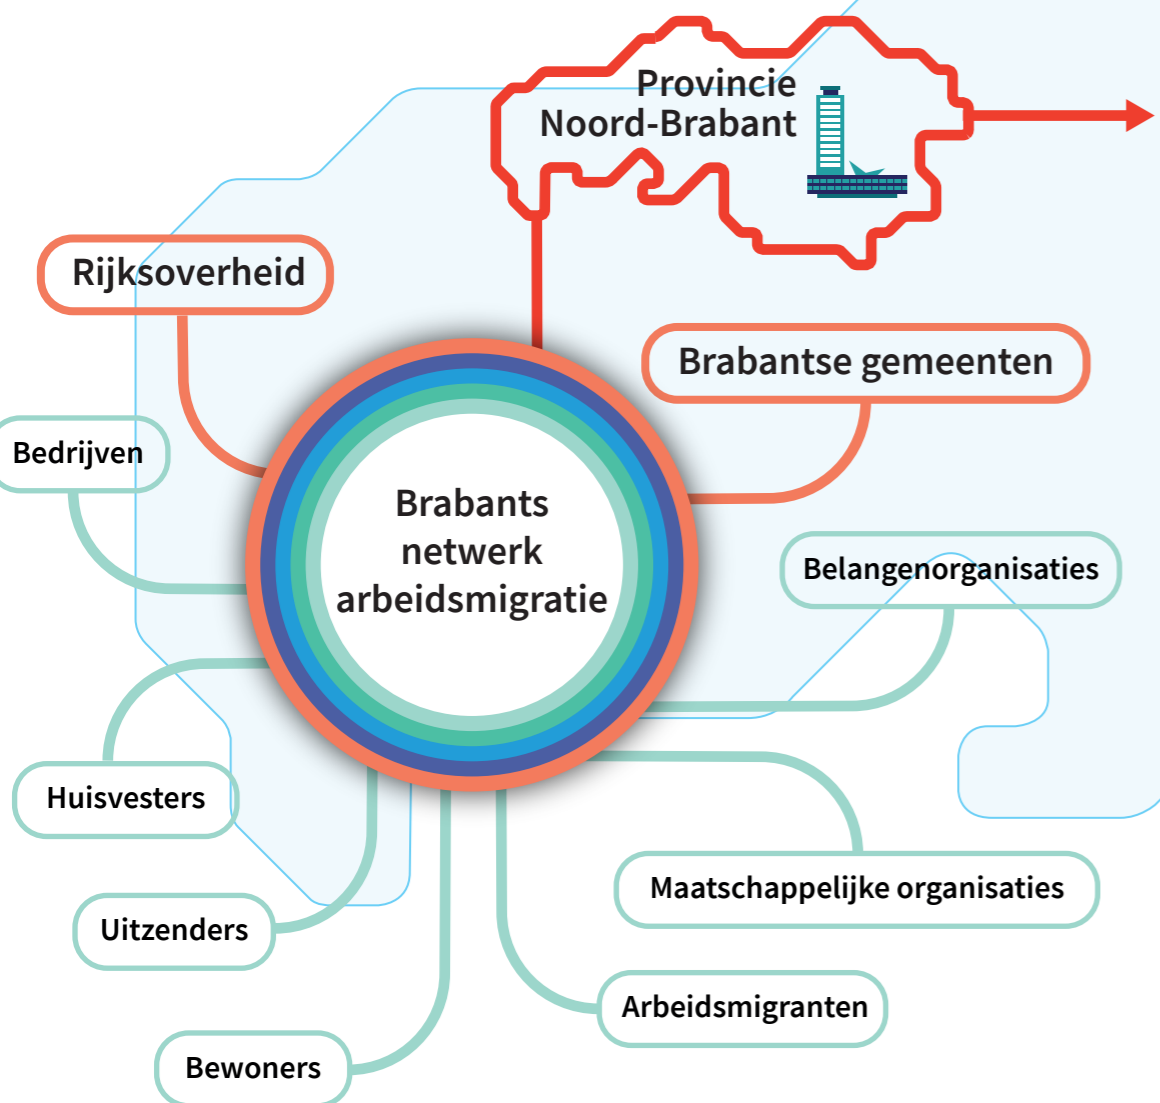 Provincie
Noord-Brabant
Rijksoverheid
Brabantse gemeenten
Bedrijven
Brabants
netwerk
arbeidsmigratie
Belangenorganisaties
Huisvesters
Maatschappelijke organisaties
Uitzenders
Arbeidsmigranten
Bewoners